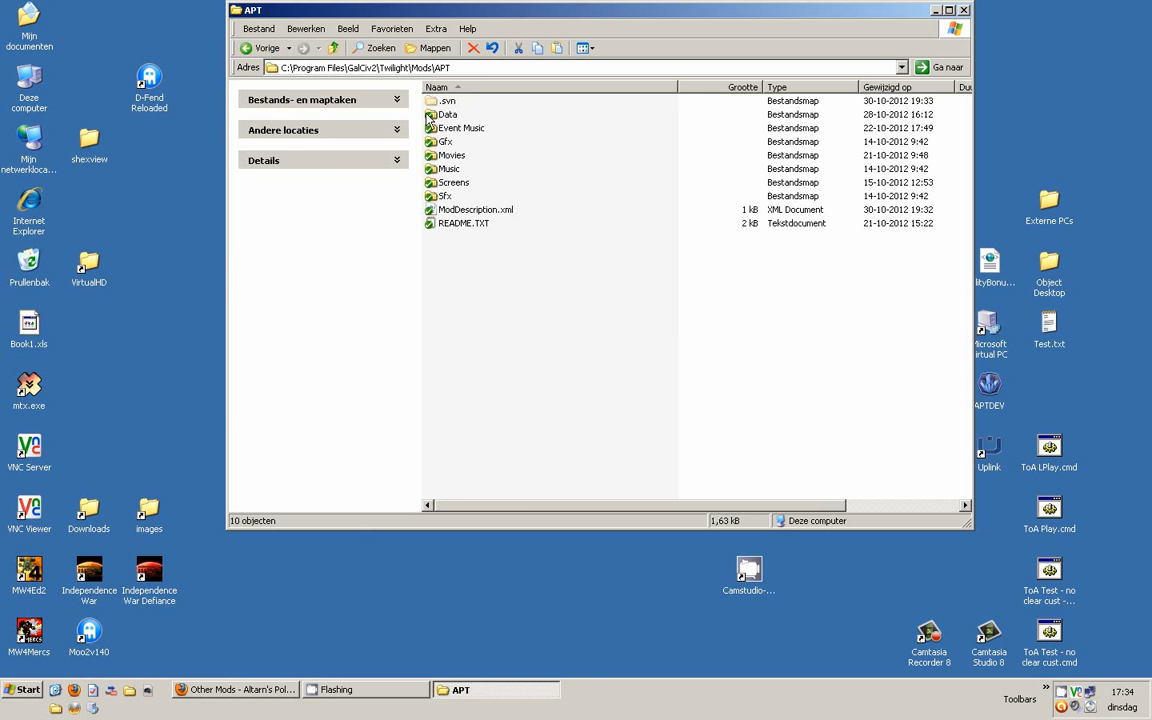 APT
Bestand Bewerken Beeld Favorieten Extra Help
Vorige Zoeken Mappen
Adres C:\Program Files\GalCiv2\Twilight\Mods\APT Ga naar
Bestands- en maptaken
Andere locaties
Details
Naam Grootte Type Gewijzigd op
.svn Bestandsmap 30-10-2012 19:33
Data Bestandsmap 28-10-2012 16:12
Event Music Bestandsmap 22-10-2012 17:49
Gfx Bestandsmap 14-10-2012 9:42
Movies Bestandsmap 21-10-2012 9:48
Music Bestandsmap 14-10-2012 9:42
Screens Bestandsmap 15-10-2012 12:53
Sfx Bestandsmap 14-10-2012 9:42
ModDescription.xml 1 kB XML Document 30-10-2012 19:32
README.TXT 2 kB Tekstdocument 21-10-2012 15:22
10 objecten 1,63 kB Deze computer
Mijn
documenten
Deze
computer
D-Fend
Reloaded
Mijn
netwerkloca...
shexview
Internet
Explorer
Prullenbak
VirtualHD
Book1.xls
mtx.exe
VNC Server
VNC Viewer
Downloads
images
MW4Ed2
Independence
War
Independence
War Defiance
MW4Mercs
Moo2v140
Externe PCs
Object
Desktop
Test.txt
APTDEV
Uplink
ToA LPlay.cmd
ToA Play.cmd
Camstudio-...
ToA Test - no
clear cust -...
Camtasia
Recorder 8
Camtasia
Studio 8
ToA Test - no
clear cust.cmd
Start
Other Mods - Altarn's Pol...
Flashing
APT
Toolbars
17:34
dinsdag